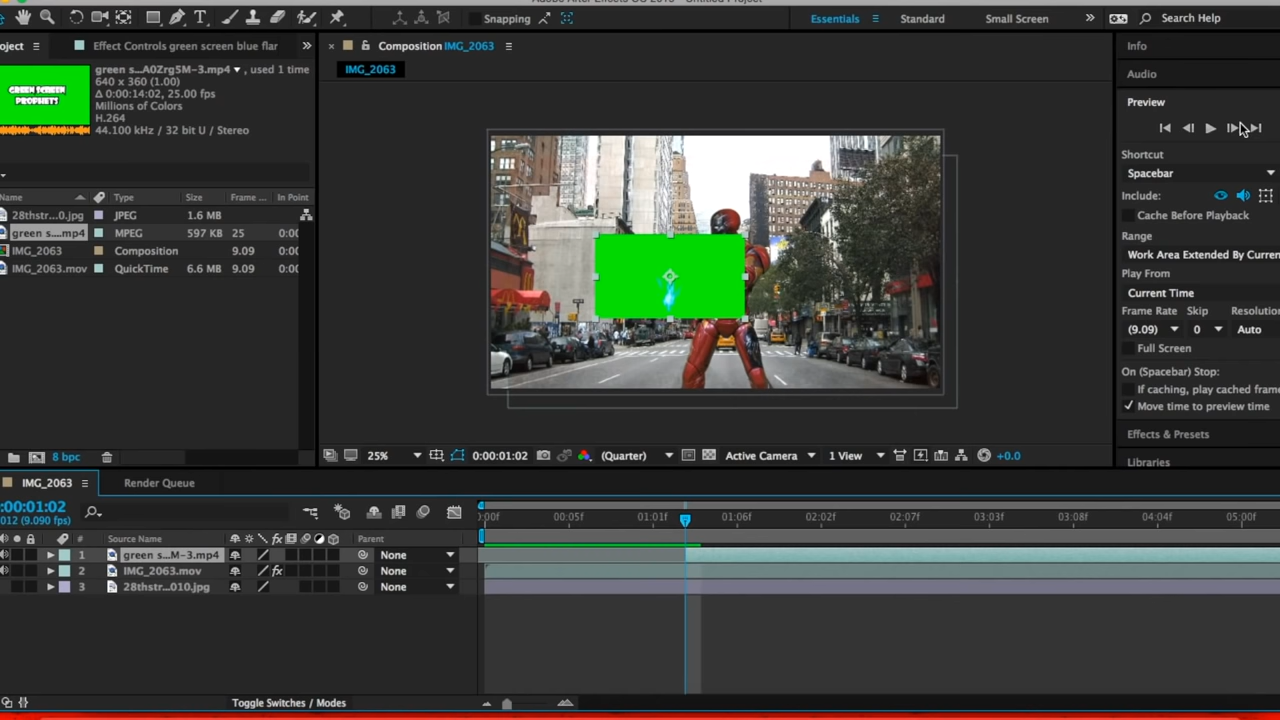 Snapping
Essentials
Standard
Small Screen
Search Help
oject
Effect Controls green screen blue flar
Composition IMG_2063
IMG_2063
GREEN SCREEN
PROPHETS
green s...A0Zrg5M-3.mp4, used 1 time
640 x 360 (1.00)
Δ 0:00:14:02, 25.00 fps
Millions of Colors
H.264
44.100 kHz / 32 bit U / Stereo
Name Type Size Frame ... In Point
28thstr...0.jpg JPEG 1.6 MB
green s....mp4 MPEG 597 KB 25 0:00
IMG_2063 Composition 9.09
IMG_2063.mov QuickTime 6.6 MB 9.09 0:00
8 bpc
25% 0:00:01:02 (Quarter) Active Camera 1 View +0.0
Info
Audio
Preview
Shortcut
Spacebar
Include:
Cache Before Playback
Range
Work Area Extended By Curren
Play From
Current Time
Frame Rate Skip Resolution
(9.09) 0 Auto
Full Screen
On (Spacebar) Stop:
If caching, play cached frame
Move time to preview time
Effects & Presets
Libraries
IMG_2063
Render Queue
:00:01:02
012 (9.090 fps)
:00f 00:05f 01:01f 01:06f 02:02f 02:07f 03:03f 03:08f 04:04f 05:00f
# Source Name fx Parent
1 green s...M-3.mp4 None
2 IMG_2063.mov fx None
3 28thstr...010.jpg None
Toggle Switches / Modes